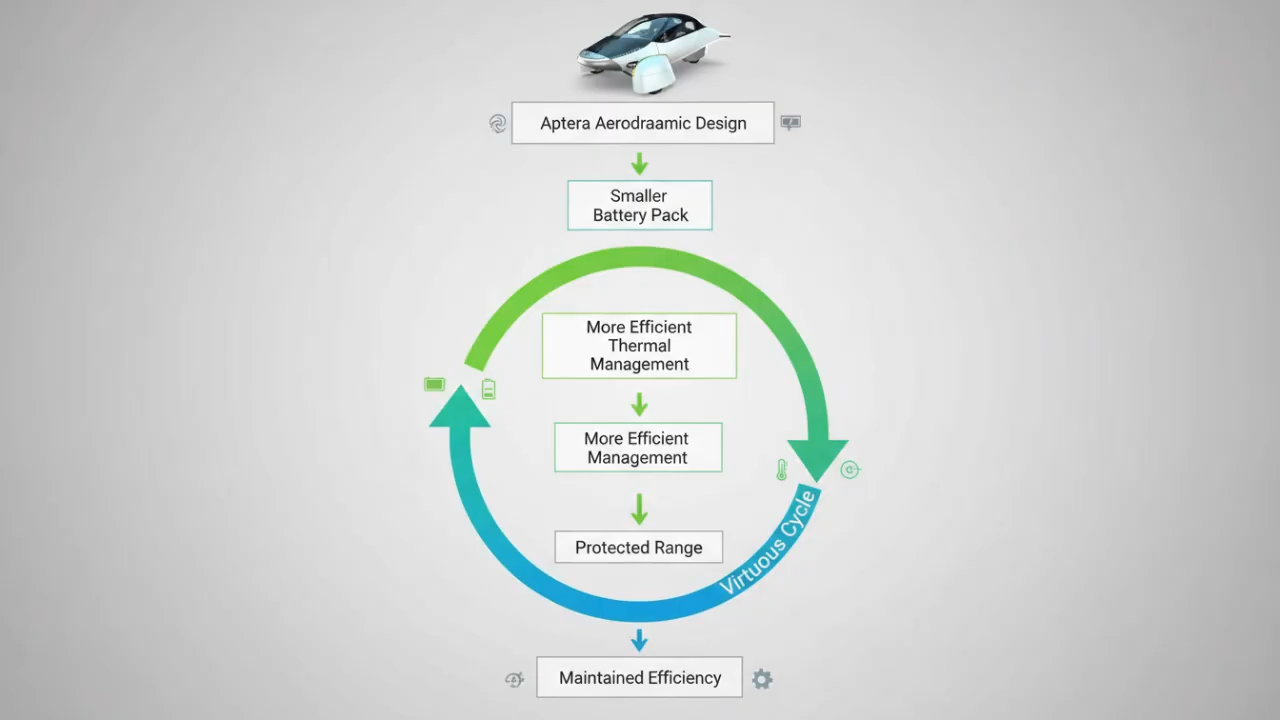 Aptera Aerodraamic Design
Smaller
Battery Pack
More Efficient
Thermal
Management
More Efficient
Management
Protected Range
Virtuous Cycle
Maintained Efficiency